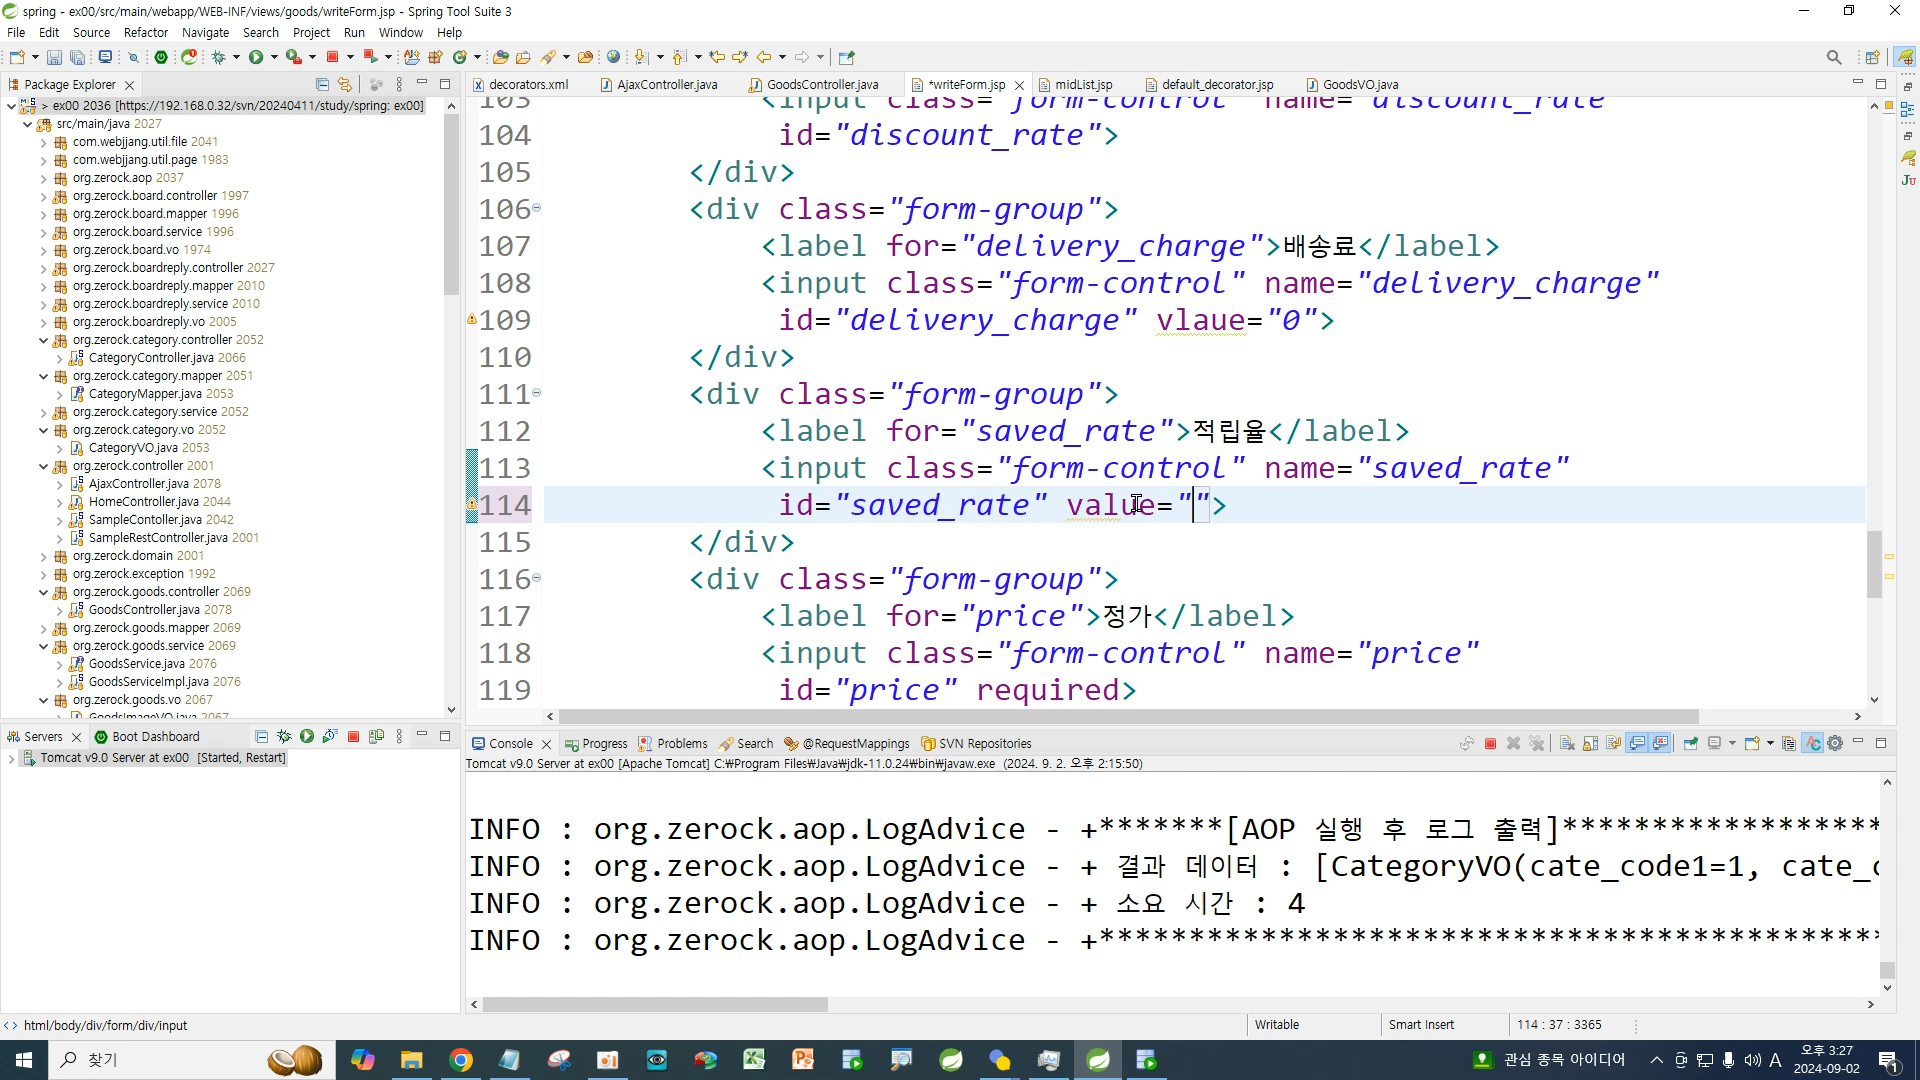 spring - ex00/src/main/webapp/WEB-INF/views/goods/writeForm.jsp - Spring Tool Suite 3
File Edit Source Refactor Navigate Search Project Run Window Help
Package Explorer
> ex00 2036 [https://192.168.0.32/svn/20240411/study/spring: ex00]
src/main/java 2027
com.webjjang.util.file 2041
com.webjjang.util.page 1983
org.zerock.aop 2037
org.zerock.board.controller 1997
org.zerock.board.mapper 1996
org.zerock.board.service 1996
org.zerock.board.vo 1974
org.zerock.boardreply.controller 2027
org.zerock.boardreply.mapper 2010
org.zerock.boardreply.service 2010
org.zerock.boardreply.vo 2005
org.zerock.category.controller 2052
CategoryController.java 2066
org.zerock.category.mapper 2051
CategoryMapper.java 2053
org.zerock.category.service 2052
org.zerock.category.vo 2052
CategoryVO.java 2053
org.zerock.controller 2001
AjaxController.java 2078
HomeController.java 2044
SampleContoller.java 2042
SampleRestController.java 2001
org.zerock.domain 2001
org.zerock.exception 1992
org.zerock.goods.controller 2069
GoodsController.java 2078
org.zerock.goods.mapper 2069
org.zerock.goods.service 2069
GoodsService.java 2076
GoodsServiceImpl.java 2076
org.zerock.goods.vo 2067
GoodsImageVO.java 2067
decorators.xml AjaxController.java GoodsController.java *writeForm.jsp midList.jsp default_decorator.jsp GoodsVO.java
103 <input class="form-control" name="discount_rate"
104 id="discount_rate">
105 </div>
106 <div class="form-group">
107 <label for="delivery_charge">배송료</label>
108 <input class="form-control" name="delivery_charge"
109 id="delivery_charge" vlaue="0">
110 </div>
111 <div class="form-group">
112 <label for="saved_rate">적립율</label>
113 <input class="form-control" name="saved_rate"
114 id="saved_rate" value="">
115 </div>
116 <div class="form-group">
117 <label for="price">정가</label>
118 <input class="form-control" name="price"
119 id="price" required>
Servers Boot Dashboard
Tomcat v9.0 Server at ex00 [Started, Restart]
Console Progress Problems Search @RequestMappings SVN Repositories
Tomcat v9.0 Server at ex00 [Apache Tomcat] C:₩Program Files₩Java₩jdk-11.0.24₩bin₩javaw.exe (2024. 9. 2. 오후 2:15:50)
INFO : org.zerock.aop.LogAdvice - +*******[AOP 실행 후 로그 출력]*******************
INFO : org.zerock.aop.LogAdvice - + 결과 데이터 : [CategoryVO(cate_code1=1, cate_c
INFO : org.zerock.aop.LogAdvice - + 소요 시간 : 4
INFO : org.zerock.aop.LogAdvice - +********************************************
html/body/div/form/div/input
Writable Smart Insert 114 : 37 : 3365
찾기
관심 종목 아이디어
A
오후 3:27
2024-09-02
1